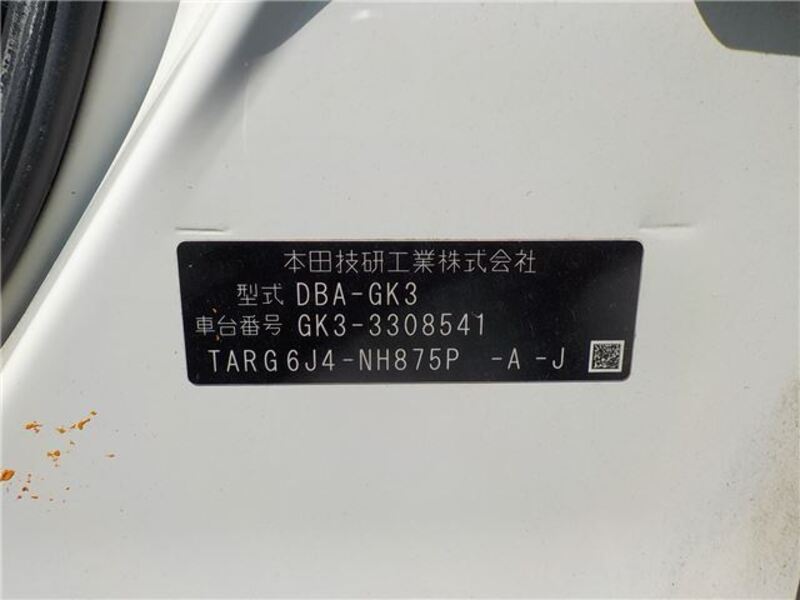 本田技研工業株式会社
型式 DBA-GK3
車台番号 GK3-3308541
TARG6J4-NH875P -A-J